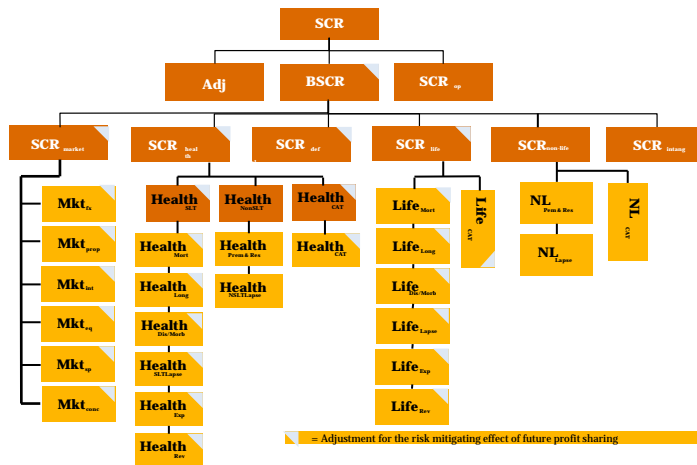 SCR
Adj
BSCR
SCR op
SCR market
SCR heal
th
SCR def
SCR life
SCR non-life
SCR intang
Mkt fx
Mkt prop
Mkt int
Mkt eq
Mkt sp
Mkt conc
Health
SLT
Health
Mort
Health
Long
Health
Dis/Morb
Health
SLTLapse
Health
Exp
Health
Rev
Health
NonSLT
Health
Prem & Res
Health
NSLTLapse
Health
CAT
Health
CAT
Life Mort
Life Long
Life
Dis/Morb
Life Lapse
Life Exp
Life Rev
Life
CAT
NL
Pem & Res
NL
Lapse
NL
CAT
= Adjustment for the risk mitigating effect of future profit sharing